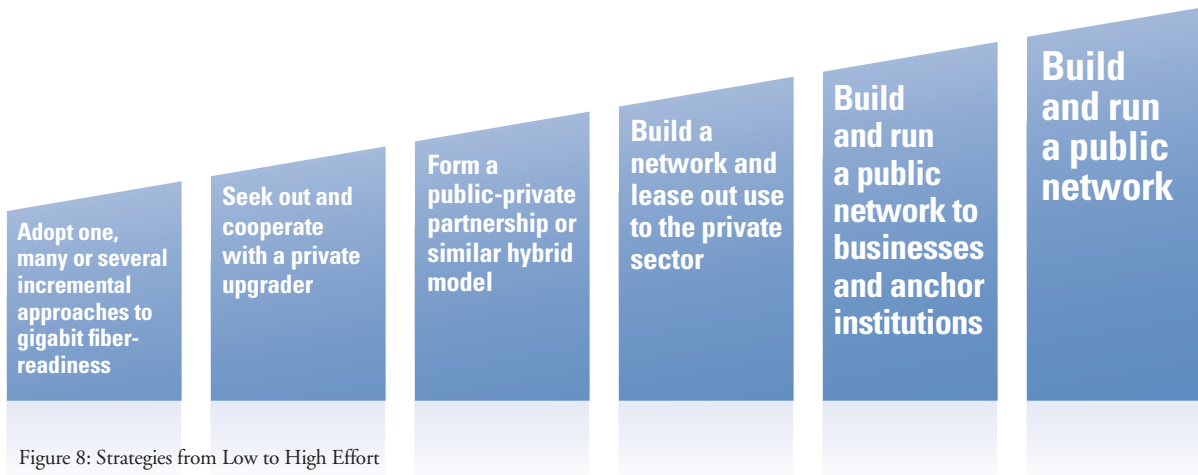 Adopt one,
many or several
incremental
approaches to
gigabit fiber-
readiness
Seek out and
cooperate
with a private
upgrader
Form a
public-private
partnership or
similar hybrid
model
Build a
network and
lease out use
to the private
sector
Build
and run
a public
network to
businesses
and anchor
institutions
Build
and run
a public
network
Figure 8: Strategies from Low to High Effort